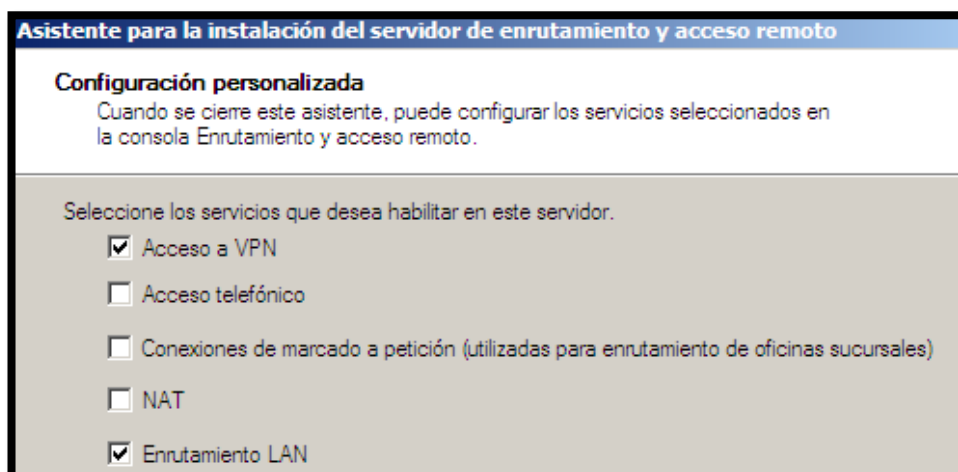 Asistente para la instalación del servidor de enrutamiento y acceso remoto
Configuración personalizada
Cuando se cierre este asistente, puede configurar los servicios seleccionados en
la consola Enrutamiento y acceso remoto.
Seleccione los servicios que desea habilitar en este servidor.
Acceso a VPN
Acceso telefónico
Conexiones de marcado a petición (utilizadas para enrutamiento de oficinas sucursales)
NAT
Enrutamiento LAN